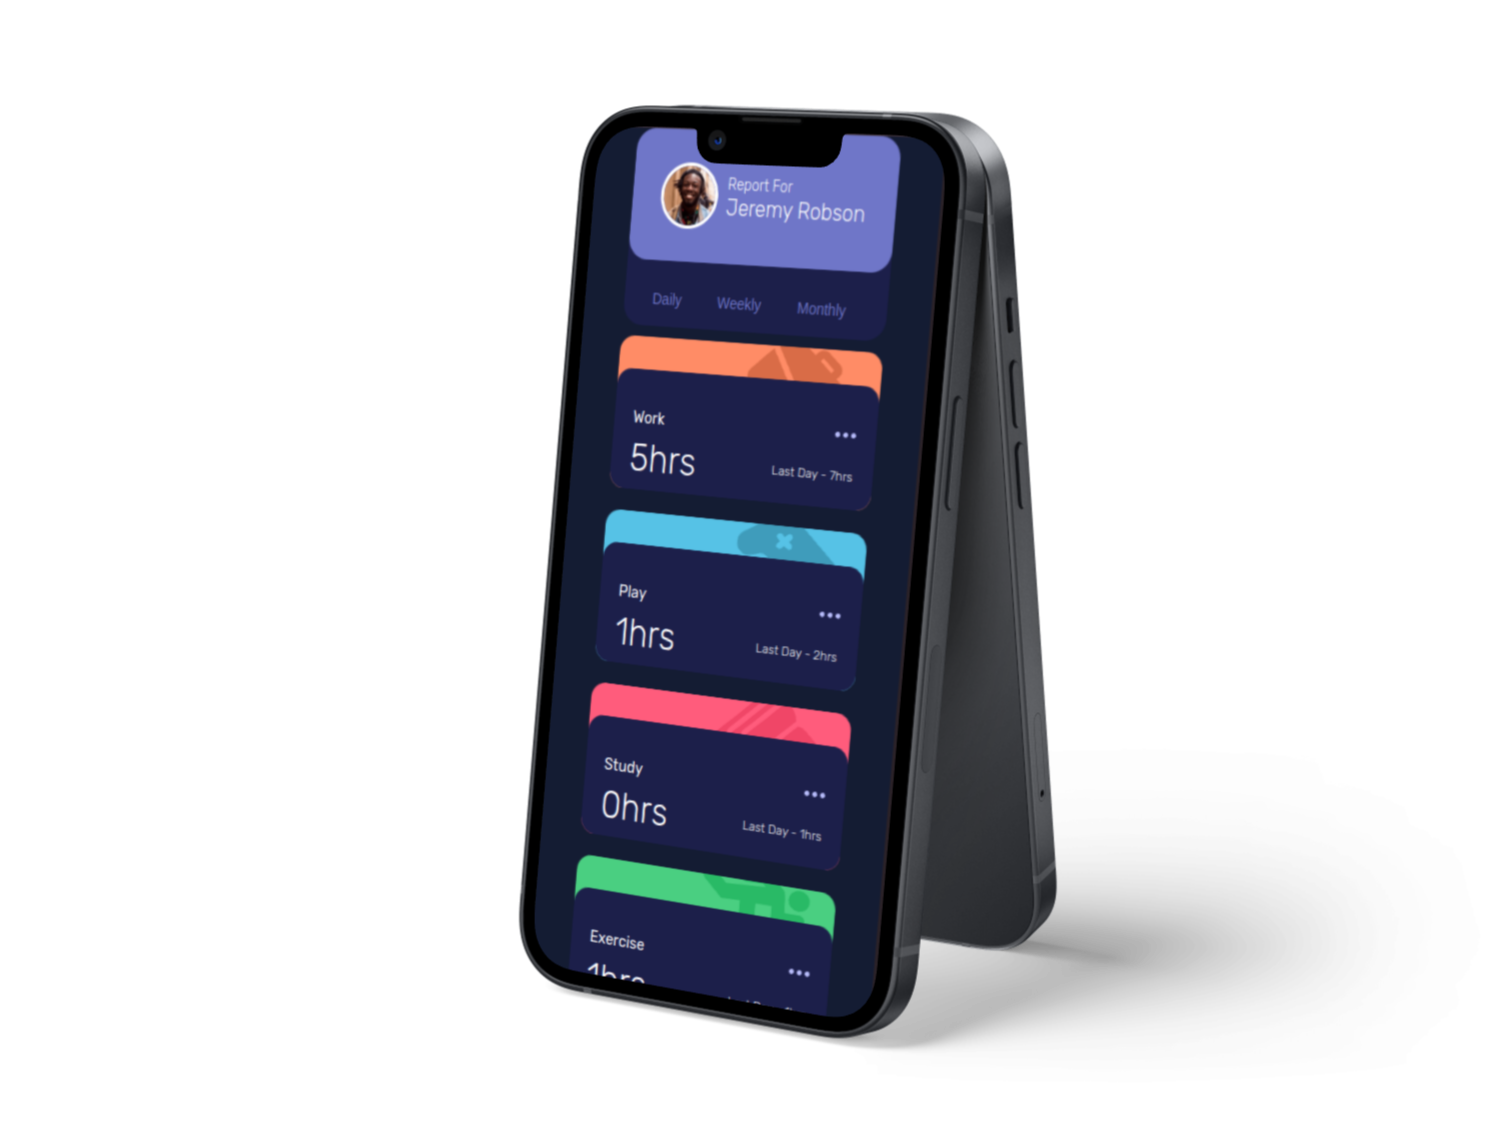 Report For
Jeremy Robson
Daily Weekly Monthly
Work
5hrs
Last Day - 7hrs
Play
1hrs
Last Day - 2hrs
Study
0hrs
Last Day - 1hrs
Exercise
1hrs